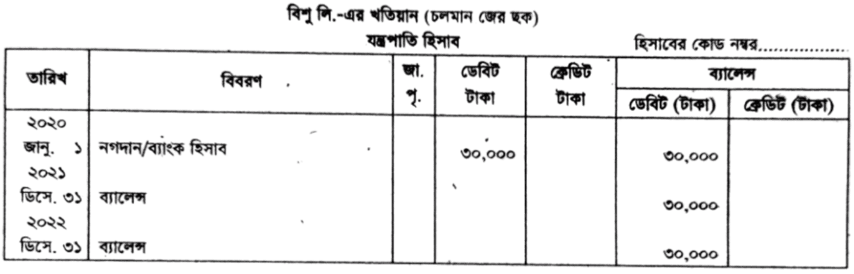 বিশু লি.-এর খতিয়ান (চলমান জের ছক)
যন্ত্রপাতি হিসাব হিসাবের কোড নম্বর...................
তারিখ বিবরণ জা. পৃ. ডেবিট টাকা ক্রেডিট টাকা ব্যালেন্স
ডেবিট (টাকা) ক্রেডিট (টাকা)
২০২০
জানু. ১ নগদান/ব্যাংক হিসাব ৩০,০০০ ৩০,০০০
২০২১
ডিসে. ৩১ ব্যালেন্স ৩০,০০০
২০২২
ডিসে. ৩১ ব্যালেন্স ৩০,০০০